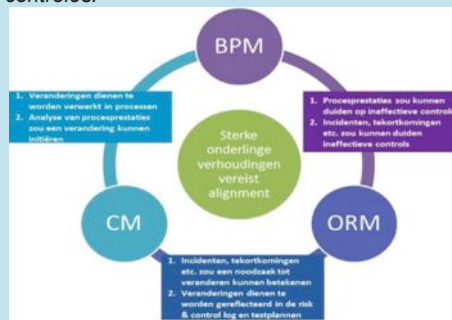 controles.
BPM
1. Veranderingen dienen te
worden verwerkt in processen
2. Analyse van procesprestaties
zou een verandering kunnen
initiëren
1. Procesprestaties zou kunnen
duiden op ineffectieve controls
2. Incidenten, tekortkomingen
etc. zou kunnen duiden
ineffectieve controls
Sterke
onderlinge
verhoudingen
vereist
alignment
CM
ORM
1. Incidenten, tekortkomingen
etc. zou een noodzaak tot
veranderen kunnen betekenen
2. Veranderingen dienen te
worden gereflecteerd in de risk
& control log en testplannen